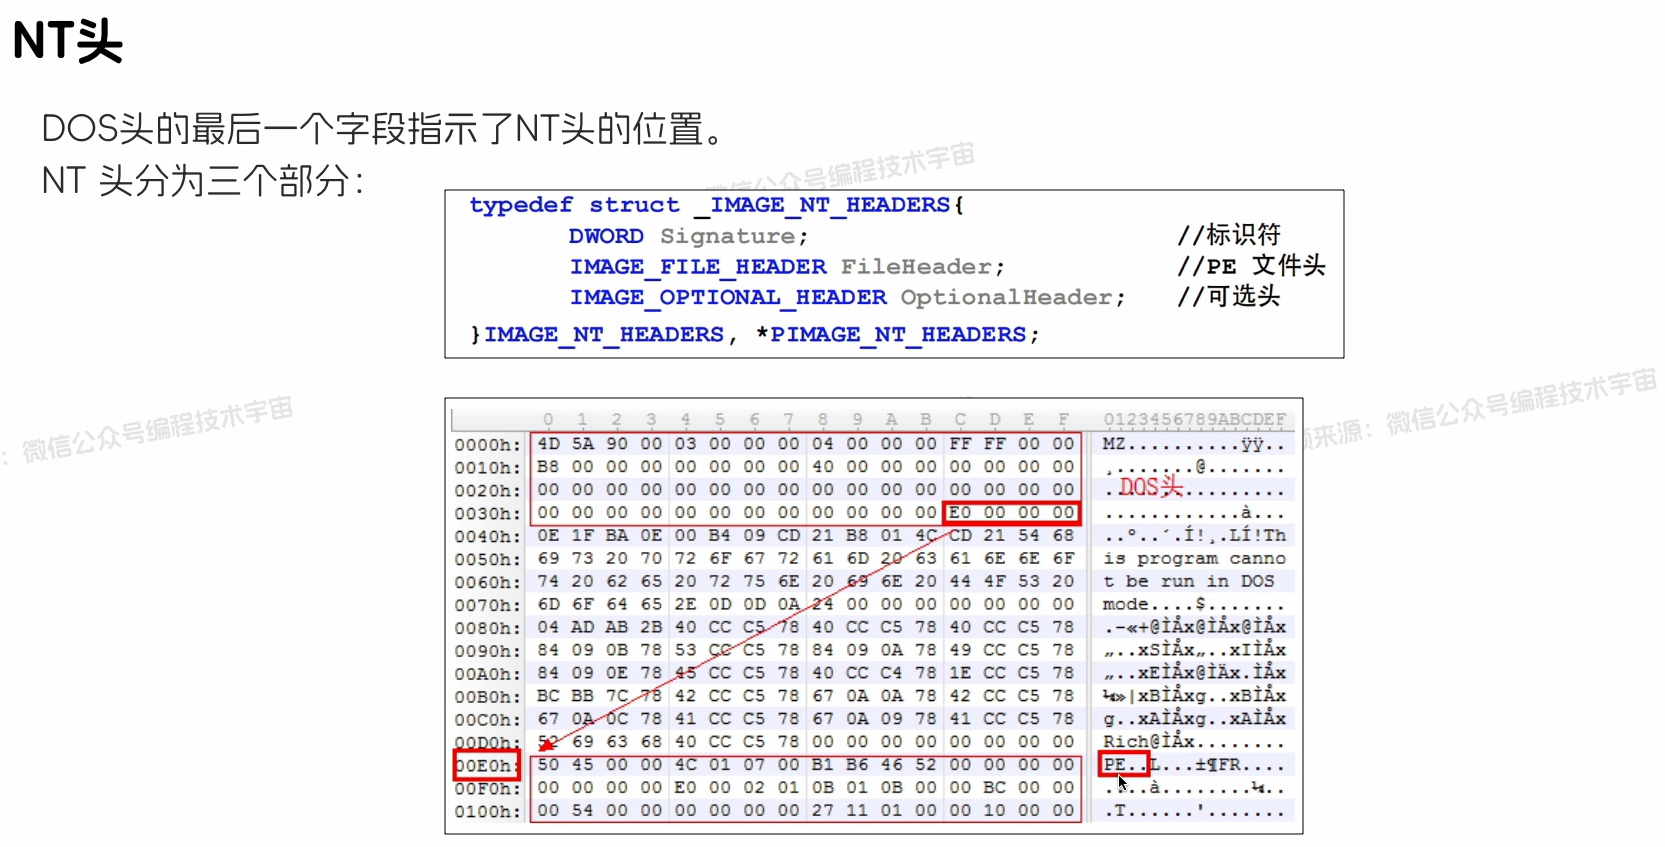 NT头
DOS头的最后一个字段指示了NT头的位置。
NT 头分为三个部分：
微信公众号编程技术宇宙
typedef struct _IMAGE_NT_HEADERS{
DWORD Signature; //标识符
IMAGE_FILE_HEADER FileHeader; //PE 文件头
IMAGE_OPTIONAL_HEADER OptionalHeader; //可选头
}IMAGE_NT_HEADERS, *PIMAGE_NT_HEADERS;
：微信公众号编程技术宇宙
频来源：微信公众号编程技术宇宙
0 1 2 3 4 5 6 7 8 9 A B C D E F 0123456789ABCDEF
0000h: 4D 5A 90 00 03 00 00 00 04 00 00 00 FF FF 00 00 MZ..........ÿÿ..
0010h: B8 00 00 00 00 00 00 00 40 00 00 00 00 00 00 00 ¸.......@.......
0020h: 00 00 00 00 00 00 00 00 00 00 00 00 00 00 00 00 ................
DOS头
0030h: 00 00 00 00 00 00 00 00 00 00 00 00 E0 00 00 00 ............à...
0040h: 0E 1F BA 0E 00 B4 09 CD 21 B8 01 4C CD 21 54 68 ..º..´.Í!¸.LÍ!Th
0050h: 69 73 20 70 72 6F 67 72 61 6D 20 63 61 6E 6E 6F is program canno
0060h: 74 20 62 65 20 72 75 6E 20 69 6E 20 44 4F 53 20 t be run in DOS
0070h: 6D 6F 64 65 2E 0D 0D 0A 24 00 00 00 00 00 00 00 mode....$.......
0080h: 04 AD AB 2B 40 CC C5 78 40 CC C5 78 40 CC C5 78 .-«+@ÌÅx@ÌÅx@ÌÅx
0090h: 84 09 0B 78 53 CC C5 78 84 09 0A 78 49 CC C5 78 „..xSÌÅx„..xIÌÅx
00A0h: 84 09 0E 78 45 CC C5 78 40 CC C4 78 1E CC C5 78 „..xEÌÅx@ÌÄx.ÌÅx
00B0h: BC BB 7C 78 42 CC C5 78 67 0A 0A 78 42 CC C5 78 ¼»|xBÌÅxg..xBÌÅx
00C0h: 67 0A 0C 78 41 CC C5 78 67 0A 09 78 41 CC C5 78 g..xAÌÅxg..xAÌÅx
00D0h: 52 69 63 68 40 CC C5 78 00 00 00 00 00 00 00 00 Rich@ÌÅx........
00E0h: 50 45 00 00 4C 01 07 00 B1 B6 46 52 00 00 00 00 PE..L...±¶FR....
00F0h: 00 00 00 00 E0 00 02 01 0B 01 0B 00 00 BC 00 00 ....à........¼..
0100h: 00 54 00 00 00 00 00 00 27 11 01 00 00 10 00 00 .T......'.......